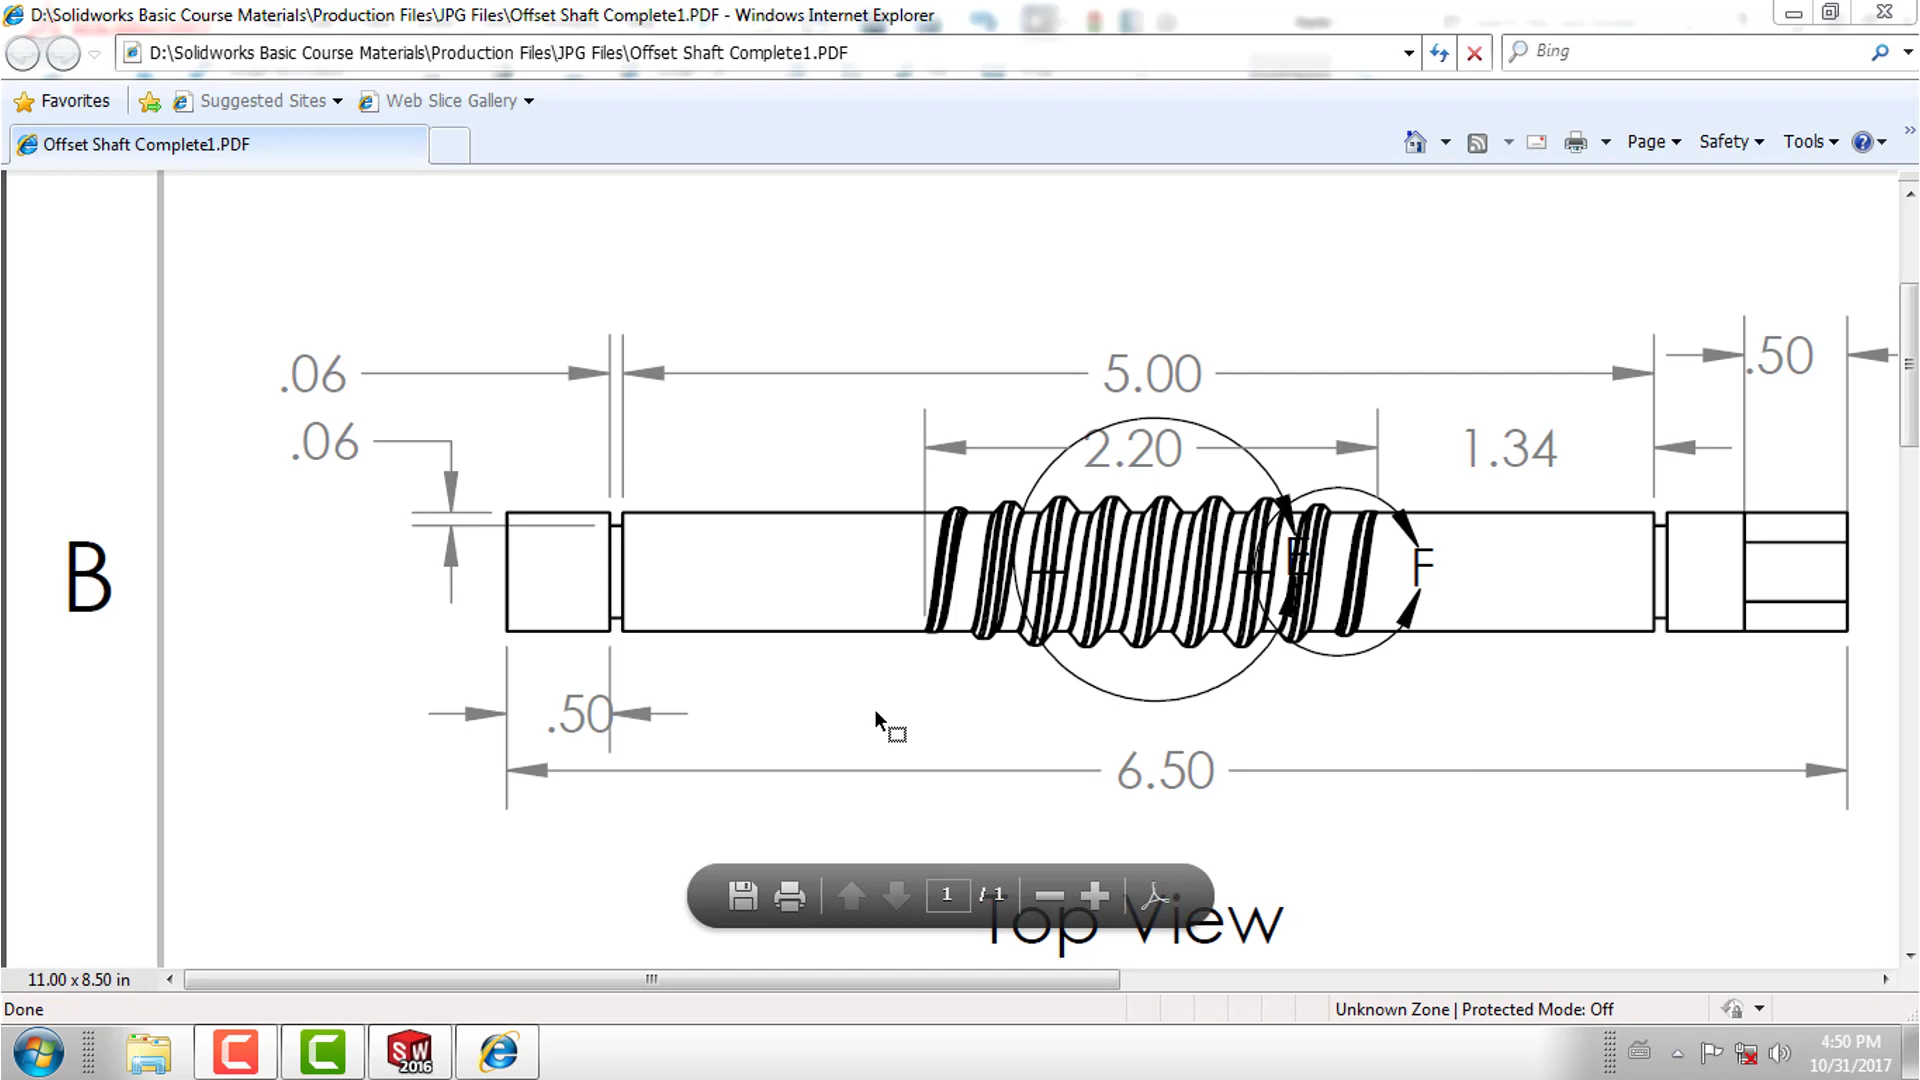 D:\Solidworks Basic Course Materials\Production Files\JPG Files\Offset Shaft Complete1.PDF - Windows Internet Explorer
D:\Solidworks Basic Course Materials\Production Files\JPG Files\Offset Shaft Complete1.PDF
Bing
Favorites
Suggested Sites
Web Slice Gallery
Offset Shaft Complete1.PDF
Page
Safety
Tools
.06
5.00
.50
.06
2.20
1.34
B
E
F
.50
6.50
1 / 1
Top View
11.00 x 8.50 in
Done
Unknown Zone | Protected Mode: Off
SW
2016
4:50 PM
10/31/2017